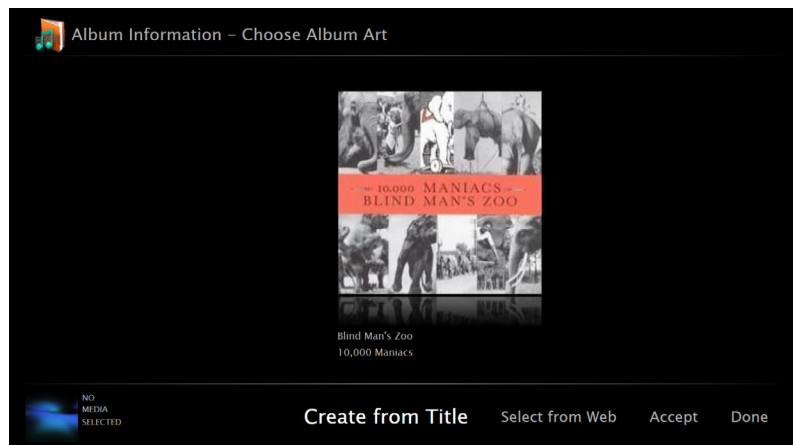 Album Information – Choose Album Art
10,000 MANIACS
BLIND MAN'S ZOO
Blind Man's Zoo
10,000 Maniacs
NO
MEDIA
SELECTED
Create from Title
Select from Web
Accept
Done